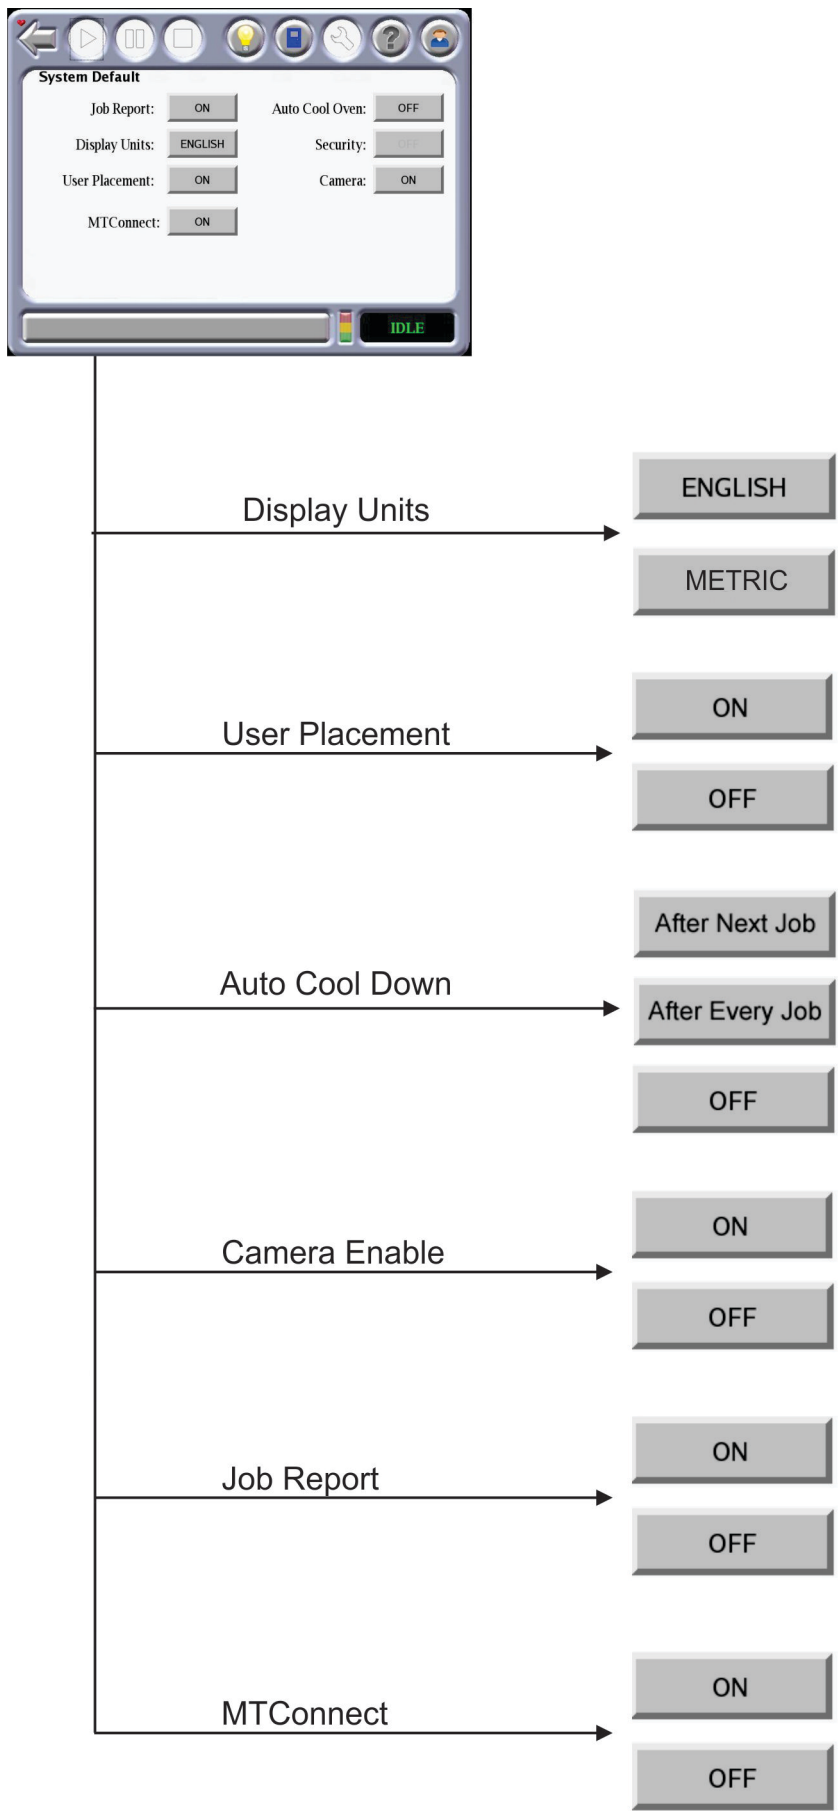 System Default
Job Report: ON Auto Cool Oven: OFF
Display Units: ENGLISH Security: OFF
User Placement: ON Camera: ON
MTConnect: ON
IDLE
Display Units
ENGLISH
METRIC
User Placement
ON
OFF
Auto Cool Down
After Next Job
After Every Job
OFF
Camera Enable
ON
OFF
Job Report
ON
OFF
MTConnect
ON
OFF